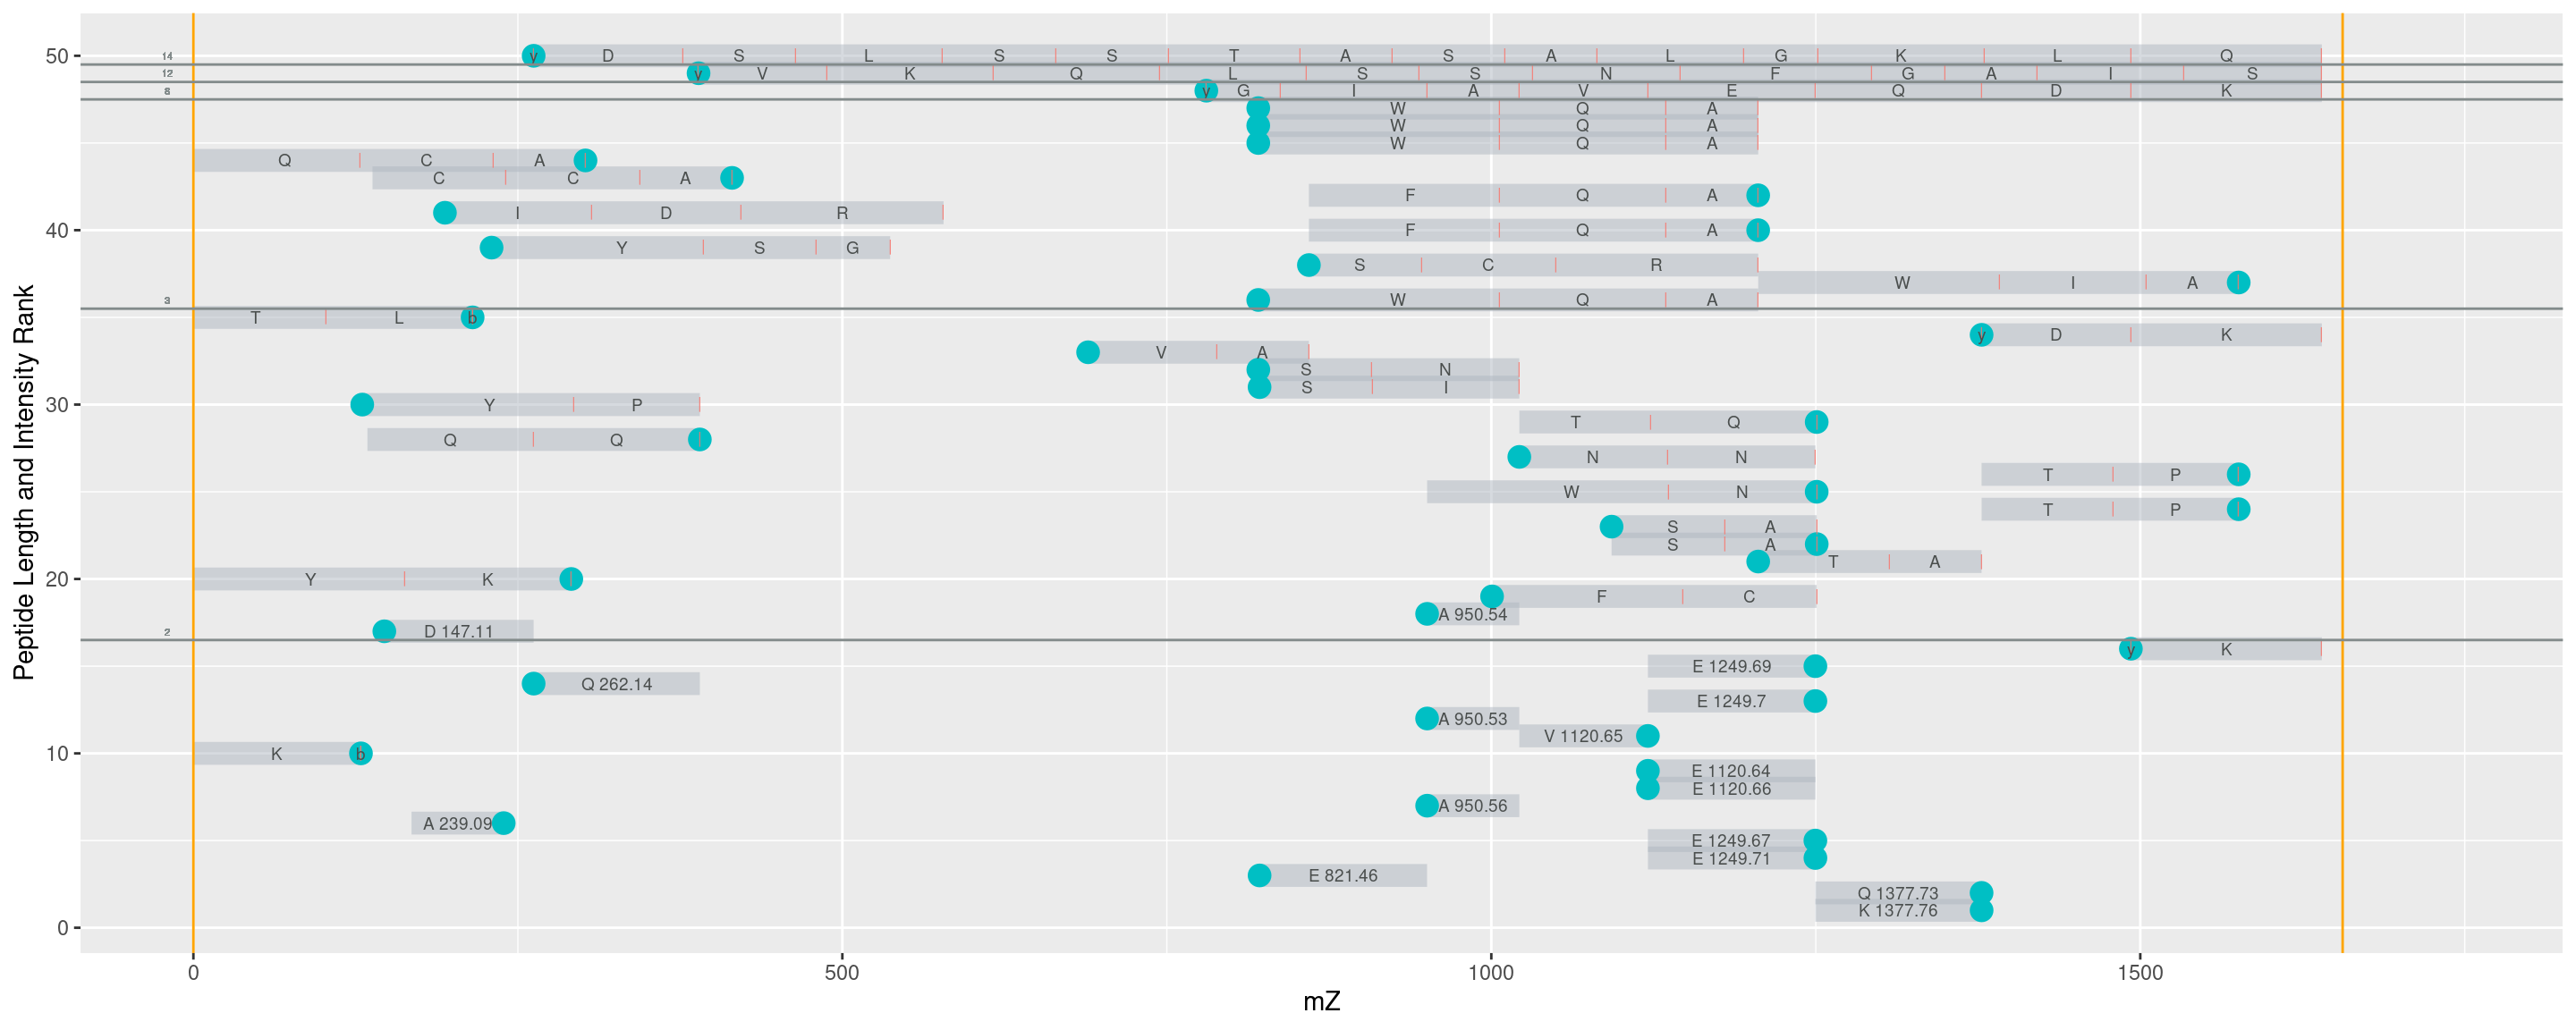 50 14 y D S L S S T A S A L G K L Q
12 y V K Q L S S N F G A I S
y G I A V E Q D K
W Q A
W Q A
W Q A
Q C A
C C A
F Q A
I D R
40 F Q A
Y S G
S C R
W I A
3 W Q A
T L b
y D K
V A
S N
S I
30 Y P
T Q
Q Q
N N
T P
W N
T P
S A
S A
T A
20 Y K
F C
A 950.54
2 D 147.11
y K
E 1249.69
Q 262.14
E 1249.7
A 950.53
V 1120.65
10 K b
E 1120.64
E 1120.66
A 950.56
A 239.09
E 1249.67
E 1249.71
E 821.46
Q 1377.73
K 1377.76
0
0 500 1000 1500
mZ
Peptide Length and Intensity Rank